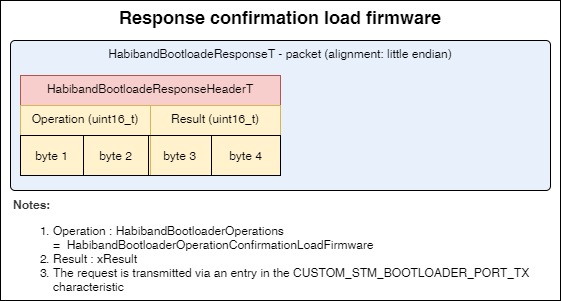 Response confirmation load firmware
HabibandBootloadeResponseT - packet (alignment: little endian)
HabibandBootloadeResponseHeaderT
Operation (uint16_t) Result (uint16_t)
byte 1 byte 2 byte 3 byte 4
Notes:
1. Operation : HabibandBootloaderOperations
= HabibandBootloaderOperationConfirmationLoadFirmware
2. Result : xResult
3. The request is transmitted via an entry in the CUSTOM_STM_BOOTLOADER_PORT_TX
characteristic